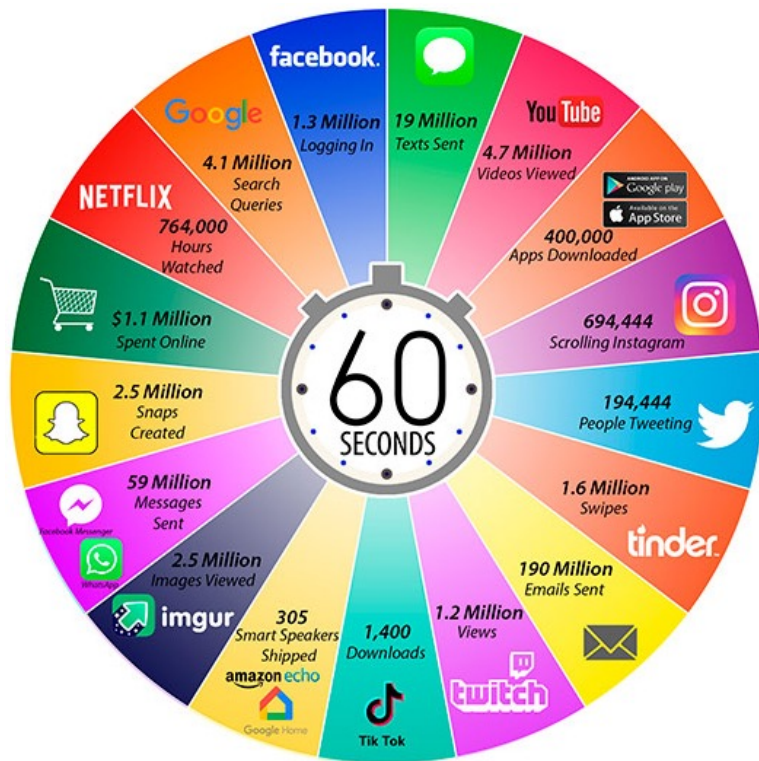 facebook.
1.3 Million
Logging In
19 Million
Texts Sent
YouTube
4.7 Million
Videos Viewed
ANDROID APP ON
Google play
Available on the
App Store
400,000
Apps Downloaded
694,444
Scrolling Instagram
194,444
People Tweeting
1.6 Million
Swipes
tinder
190 Million
Emails Sent
1.2 Million
Views
twitch
1,400
Downloads
Tik Tok
305
Smart Speakers
Shipped
amazon echo
Google Home
2.5 Million
Images Viewed
imgur
59 Million
Messages
Sent
Facebook Messenger
WhatsApp
2.5 Million
Snaps
Created
$1.1 Million
Spent Online
NETFLIX
764,000
Hours
Watched
Google
4.1 Million
Search
Queries
60
SECONDS